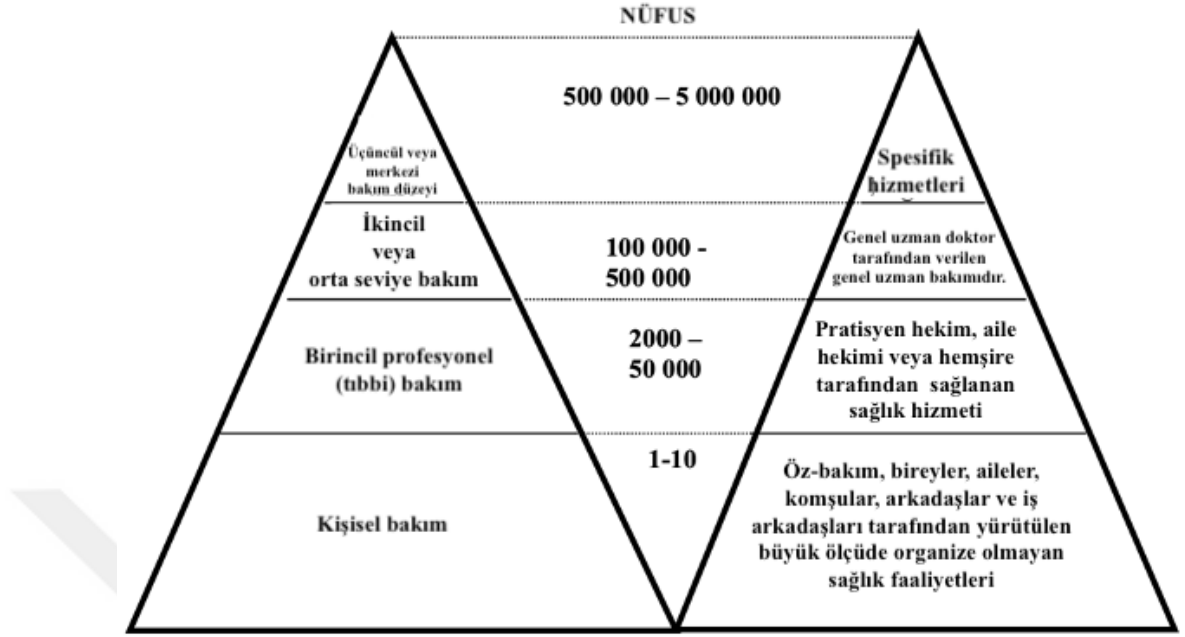 NÜFUS
500 000 – 5 000 000
Üçüncül veya
merkezi
bakım düzeyi
Spesifik
hizmetleri
İkincil
veya
orta seviye bakım
100 000 -
500 000
Genel uzman doktor
tarafından verilen
genel uzman bakımıdır.
Birincil profesyonel
(tıbbi) bakım
2000 –
50 000
Pratisyen hekim, aile
hekimi veya hemşire
tarafından sağlanan
sağlık hizmeti
Kişisel bakım
1-10
Öz-bakım, bireyler, aileler,
komşular, arkadaşlar ve iş
arkadaşları tarafından yürütülen
büyük ölçüde organize olmayan
sağlık faaliyetleri